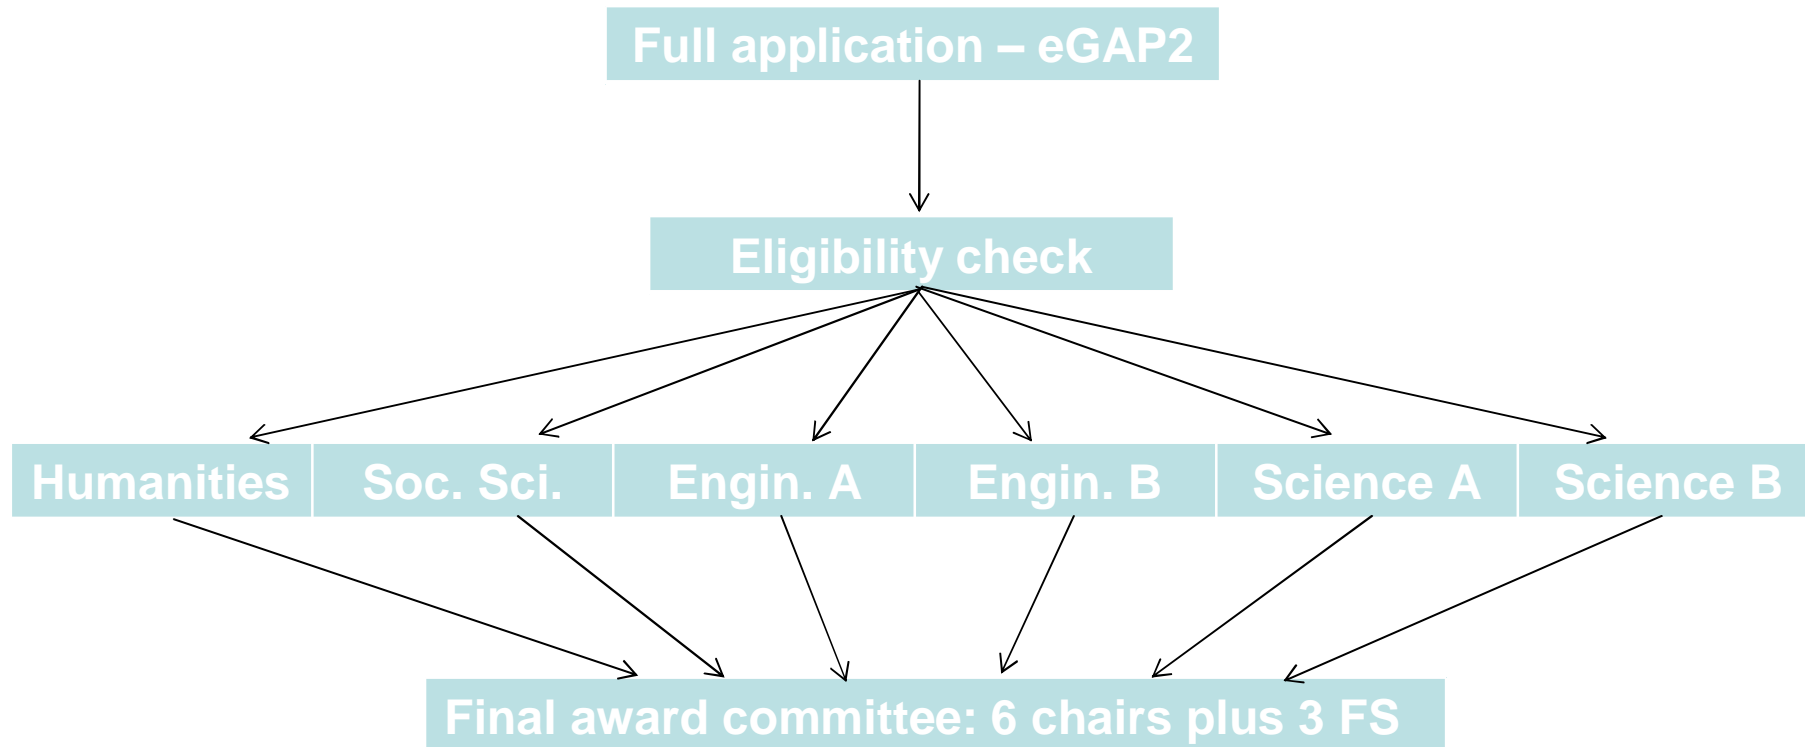 Full application – eGAP2
Eligibility check
Humanities
Soc. Sci.
Engin. A
Engin. B
Science A
Science B
Final award committee: 6 chairs plus 3 FS